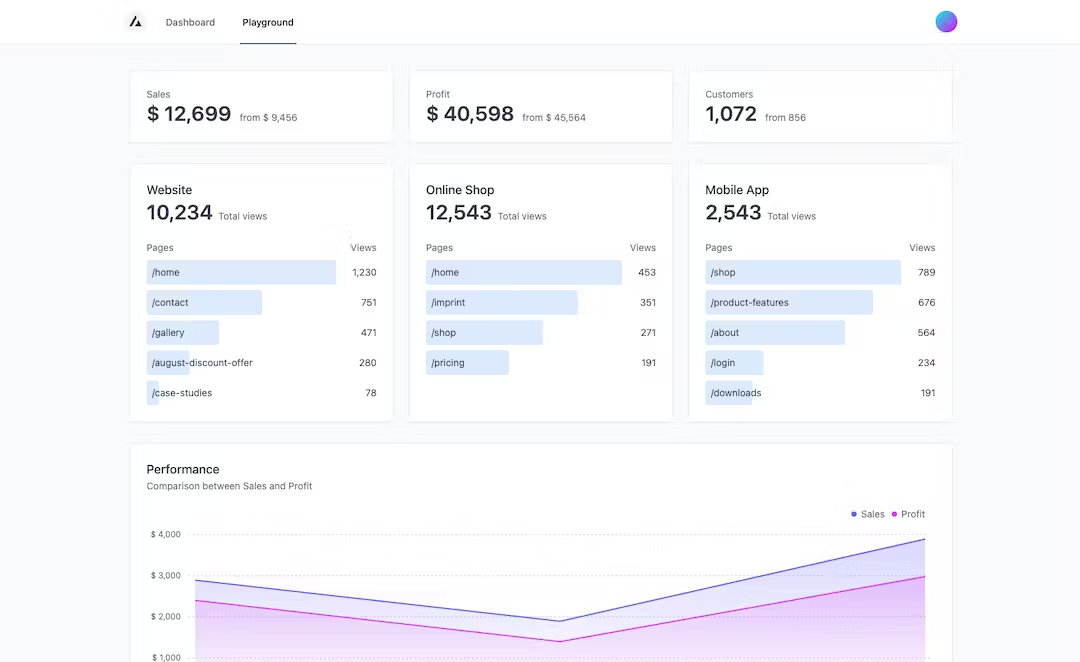 Dashboard Playground
Sales
$ 12,699 from $ 9,456
Profit
$ 40,598 from $ 45,564
Customers
1,072 from 856
Website
10,234 Total views
Pages Views
/home 1,230
/contact 751
/gallery 471
/august-discount-offer 280
/case-studies 78
Online Shop
12,543 Total views
Pages Views
/home 453
/imprint 351
/shop 271
/pricing 191
Mobile App
2,543 Total views
Pages Views
/shop 789
/product-features 676
/about 564
/login 234
/downloads 191
Performance
Comparison between Sales and Profit
Sales Profit
$ 4,000
$ 3,000
$ 2,000
$ 1,000